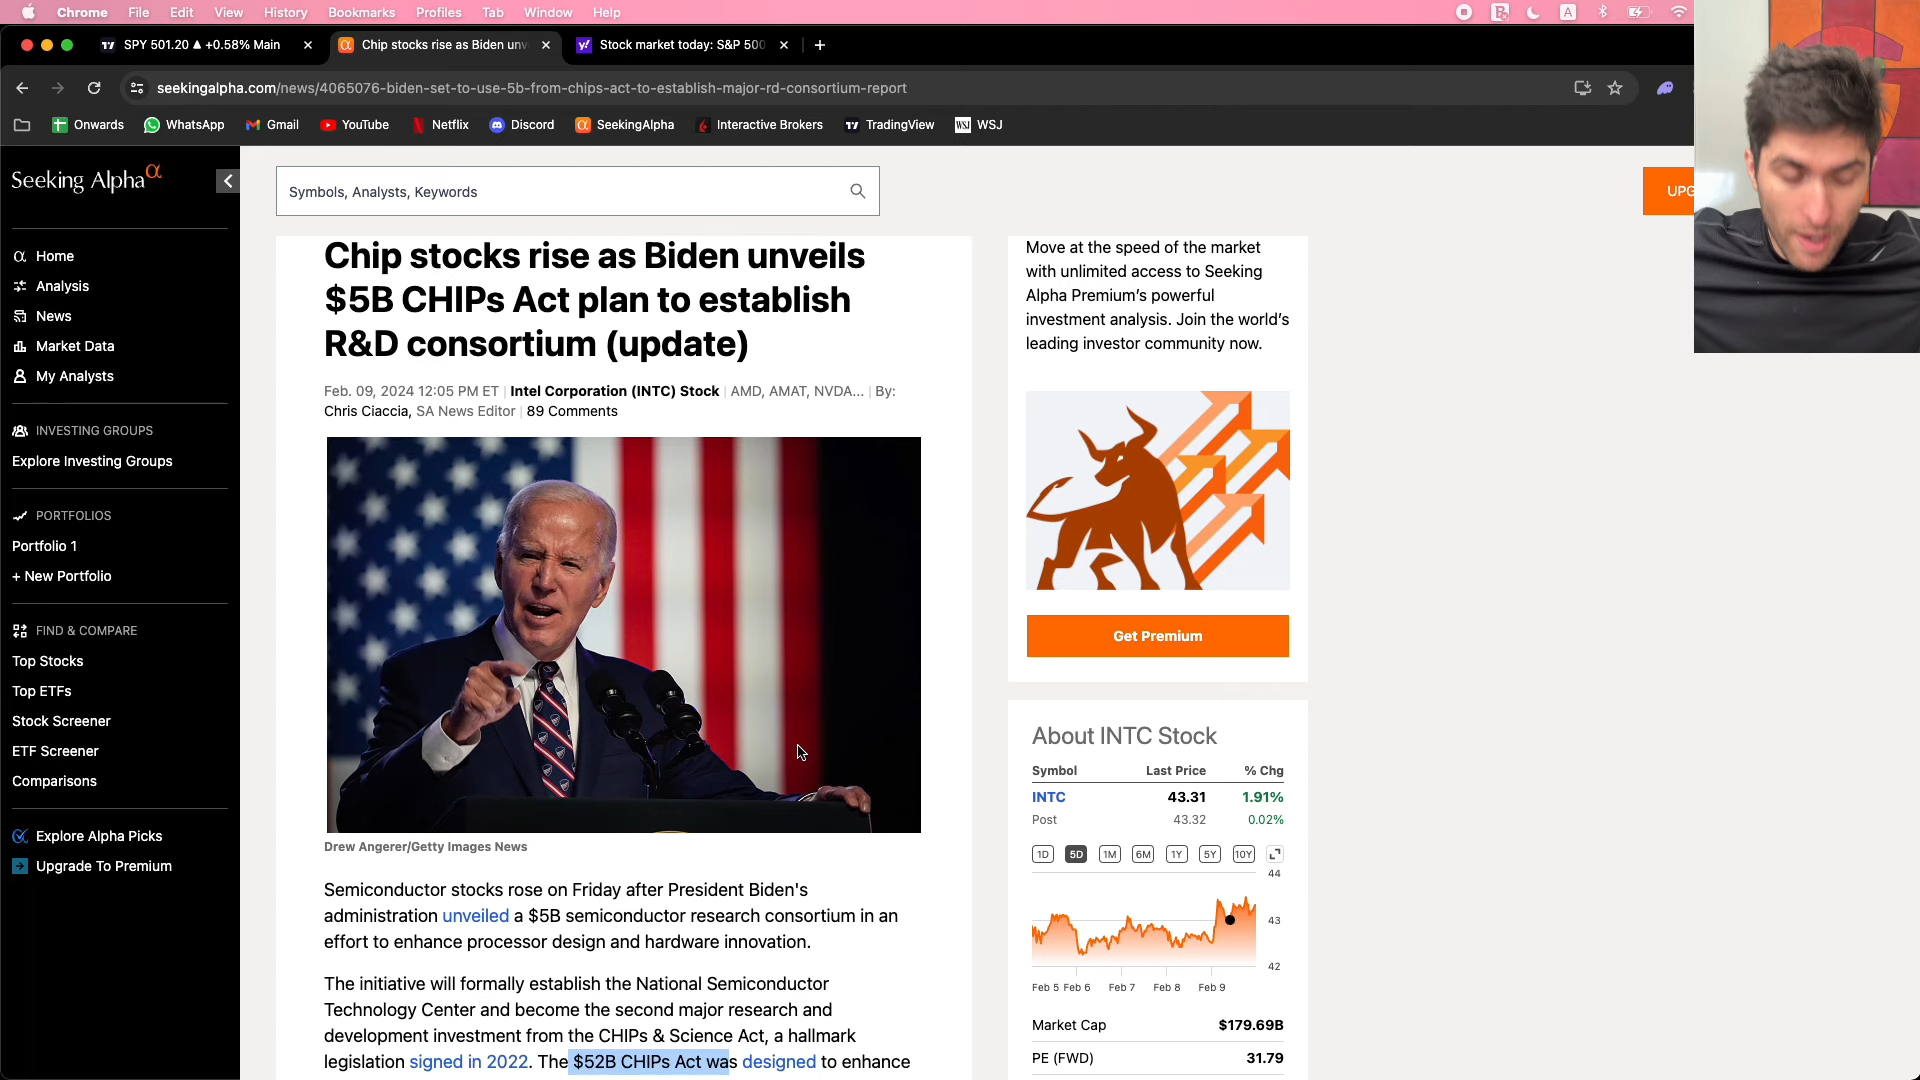 Chrome File Edit View History Bookmarks Profiles Tab Window Help
SPY 501.20 ▲ +0.58% Main
Chip stocks rise as Biden unv
Stock market today: S&P 500
seekingalpha.com/news/4065076-biden-set-to-use-5b-from-chips-act-to-establish-major-rd-consortium-report
Onwards WhatsApp Gmail YouTube Netflix Discord SeekingAlpha Interactive Brokers TradingView WSJ
Seeking Alpha α
Symbols, Analysts, Keywords
UPG
Home
Analysis
News
Market Data
My Analysts
INVESTING GROUPS
Explore Investing Groups
PORTFOLIOS
Portfolio 1
+ New Portfolio
FIND & COMPARE
Top Stocks
Top ETFs
Stock Screener
ETF Screener
Comparisons
Explore Alpha Picks
Upgrade To Premium
Chip stocks rise as Biden unveils
$5B CHIPs Act plan to establish
R&D consortium (update)
Feb. 09, 2024 12:05 PM ET | Intel Corporation (INTC) Stock | AMD, AMAT, NVDA... | By:
Chris Ciaccia, SA News Editor | 89 Comments
Drew Angerer/Getty Images News
Semiconductor stocks rose on Friday after President Biden's
administration unveiled a $5B semiconductor research consortium in an
effort to enhance processor design and hardware innovation.
The initiative will formally establish the National Semiconductor
Technology Center and become the second major research and
development investment from the CHIPs & Science Act, a hallmark
legislation signed in 2022. The $52B CHIPs Act was designed to enhance
Move at the speed of the market
with unlimited access to Seeking
Alpha Premium’s powerful
investment analysis. Join the world’s
leading investor community now.
Get Premium
About INTC Stock
Symbol Last Price % Chg
INTC 43.31 1.91%
Post 43.32 0.02%
1D 5D 1M 6M 1Y 5Y 10Y
44
43
42
Feb 5 Feb 6 Feb 7 Feb 8 Feb 9
Market Cap $179.69B
PE (FWD) 31.79